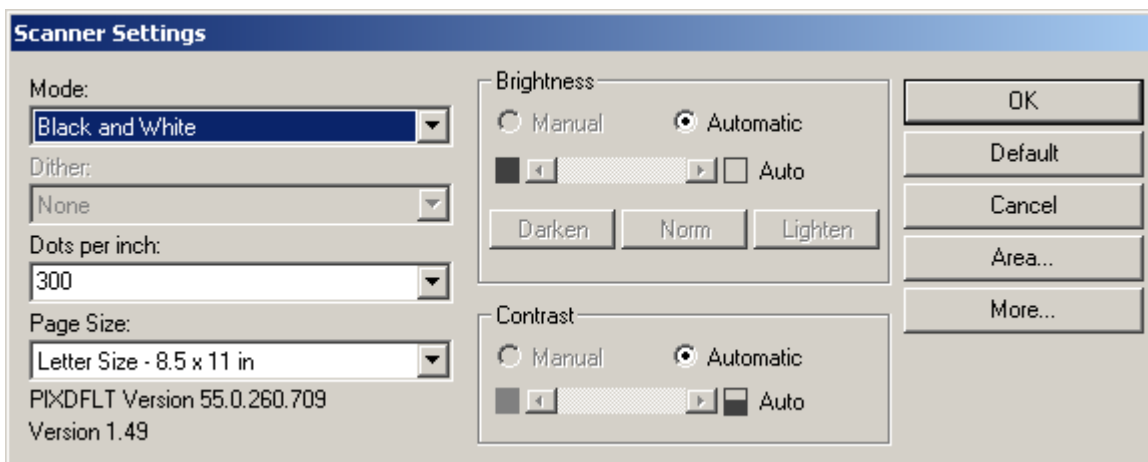 Scanner Settings
Mode:
Black and White
Dither:
None
Dots per inch:
300
Page Size:
Letter Size - 8.5 x 11 in
PIXDFLT Version 55.0.260.709
Version 1.49
Brightness
Manual Automatic
Auto
Darken Norm Lighten
Contrast
Manual Automatic
Auto
OK
Default
Cancel
Area...
More...